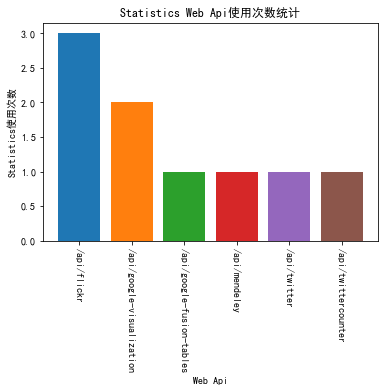 Statistics Web Api使用次数统计
Statistics使用次数
3.0
2.5
2.0
1.5
1.0
0.5
0.0
/api/flickr
/api/google-visualization
/api/google-fusion-tables
/api/mendeley
/api/twitter
/api/twittercounter
Web Api